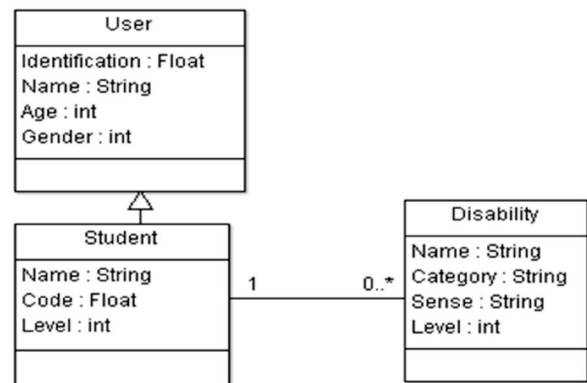 User
Identification : Float
Name : String
Age : int
Gender : int
Student
Name : String
Code : Float
Level : int
1
0..*
Disability
Name : String
Category : String
Sense : String
Level : int